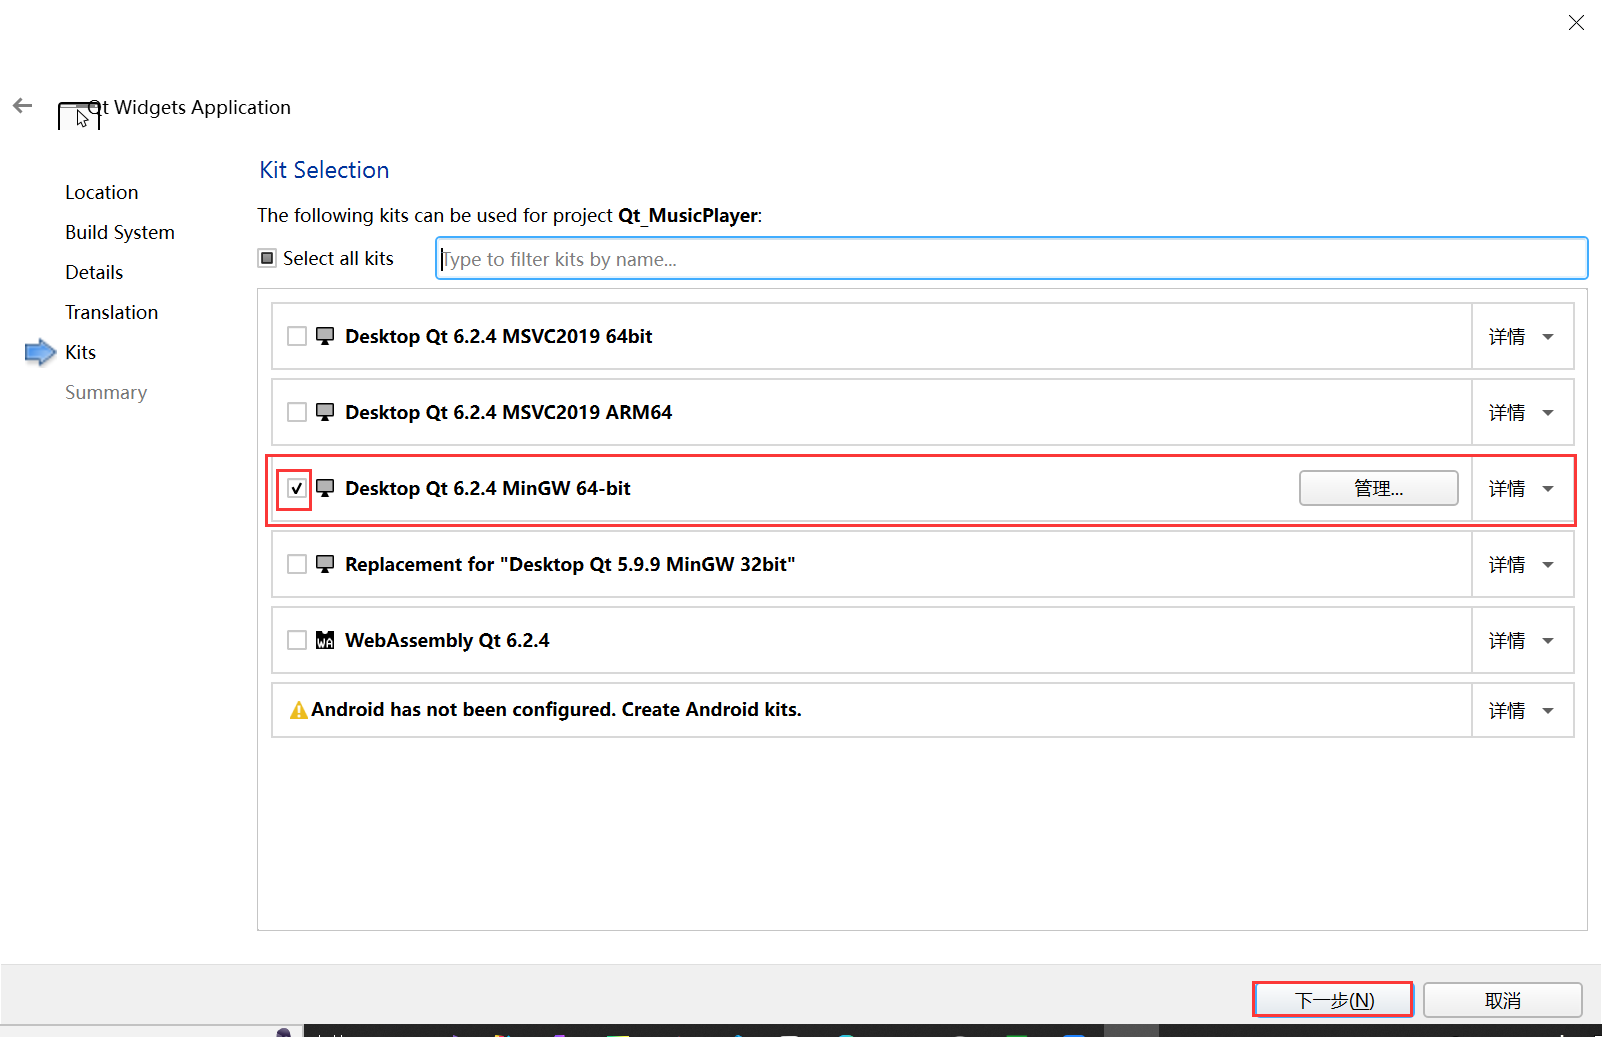 Qt Widgets Application
Location
Build System
Details
Translation
Kits
Summary
Kit Selection
The following kits can be used for project Qt_MusicPlayer:
Select all kits
Type to filter kits by name...
Desktop Qt 6.2.4 MSVC2019 64bit
详情
Desktop Qt 6.2.4 MSVC2019 ARM64
详情
Desktop Qt 6.2.4 MinGW 64-bit
管理...
详情
Replacement for "Desktop Qt 5.9.9 MinGW 32bit"
详情
WA
WebAssembly Qt 6.2.4
详情
Android has not been configured. Create Android kits.
详情
下一步(N)
取消